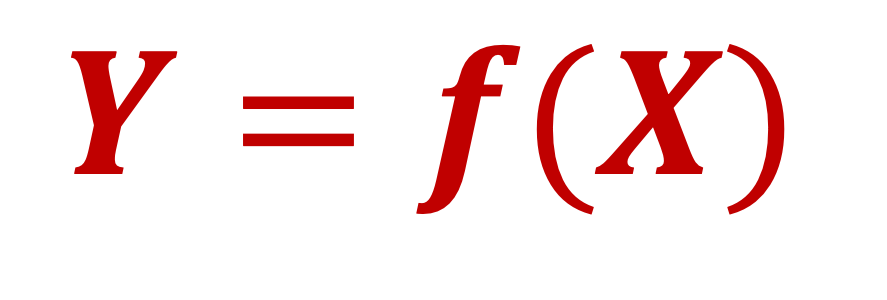 Y = f(X)